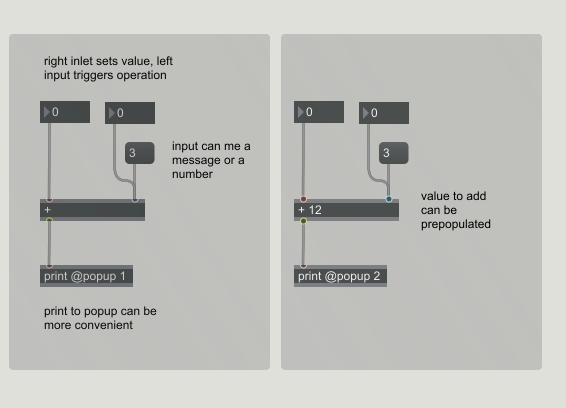 right inlet sets value, left
input triggers operation
0
0
3
input can me a
message or a
number
+
print @popup 1
print to popup can be
more convenient
0
0
3
value to add
can be
prepopulated
+ 12
print @popup 2